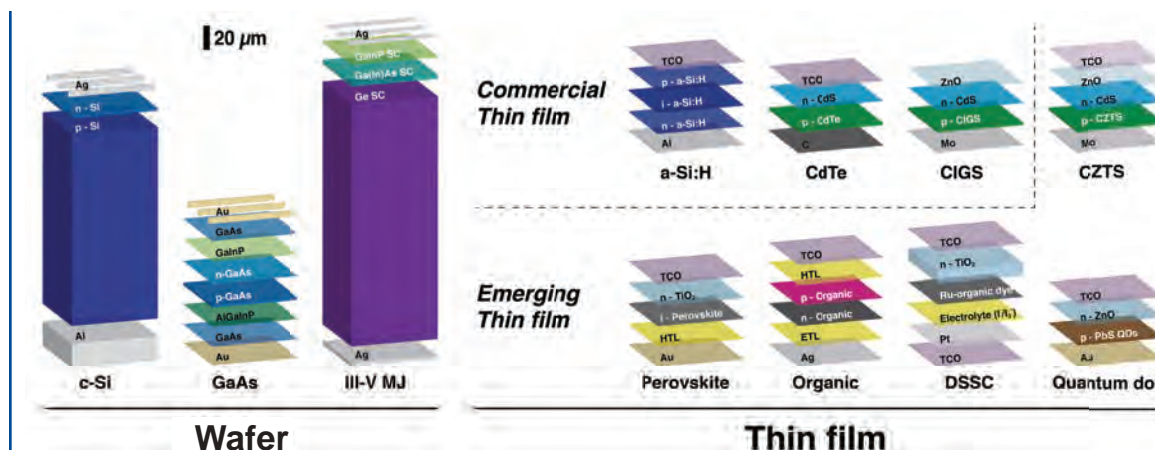 20 µm
Ag
n - Si
p - Si
Al
c-Si
Au
GaAs
GaInP
n-GaAs
p-GaAs
AlGaInP
GaAs
Au
GaAs
Ag
GaInP SC
Ga(In)As SC
Ge SC
Ag
III-V MJ
Wafer
Commercial
Thin film
TCO
p - a-Si:H
i - a-Si:H
n - a-Si:H
Al
a-Si:H
TCO
n - CdS
p - CdTe
C
CdTe
ZnO
n - CdS
p - CIGS
Mo
CIGS
TCO
ZnO
n - CdS
p - CZTS
Mo
CZTS
Emerging
Thin film
TCO
n - TiO₂
i - Perovskite
HTL
Au
Perovskite
TCO
HTL
p - Organic
n - Organic
ETL
Ag
Organic
TCO
n - TiO₂
Ru-organic dye
Electrolyte (I⁻/I₃⁻)
Pt
TCO
DSSC
TCO
n - ZnO
p - PbS QDs
Au
Quantum do
Thin film